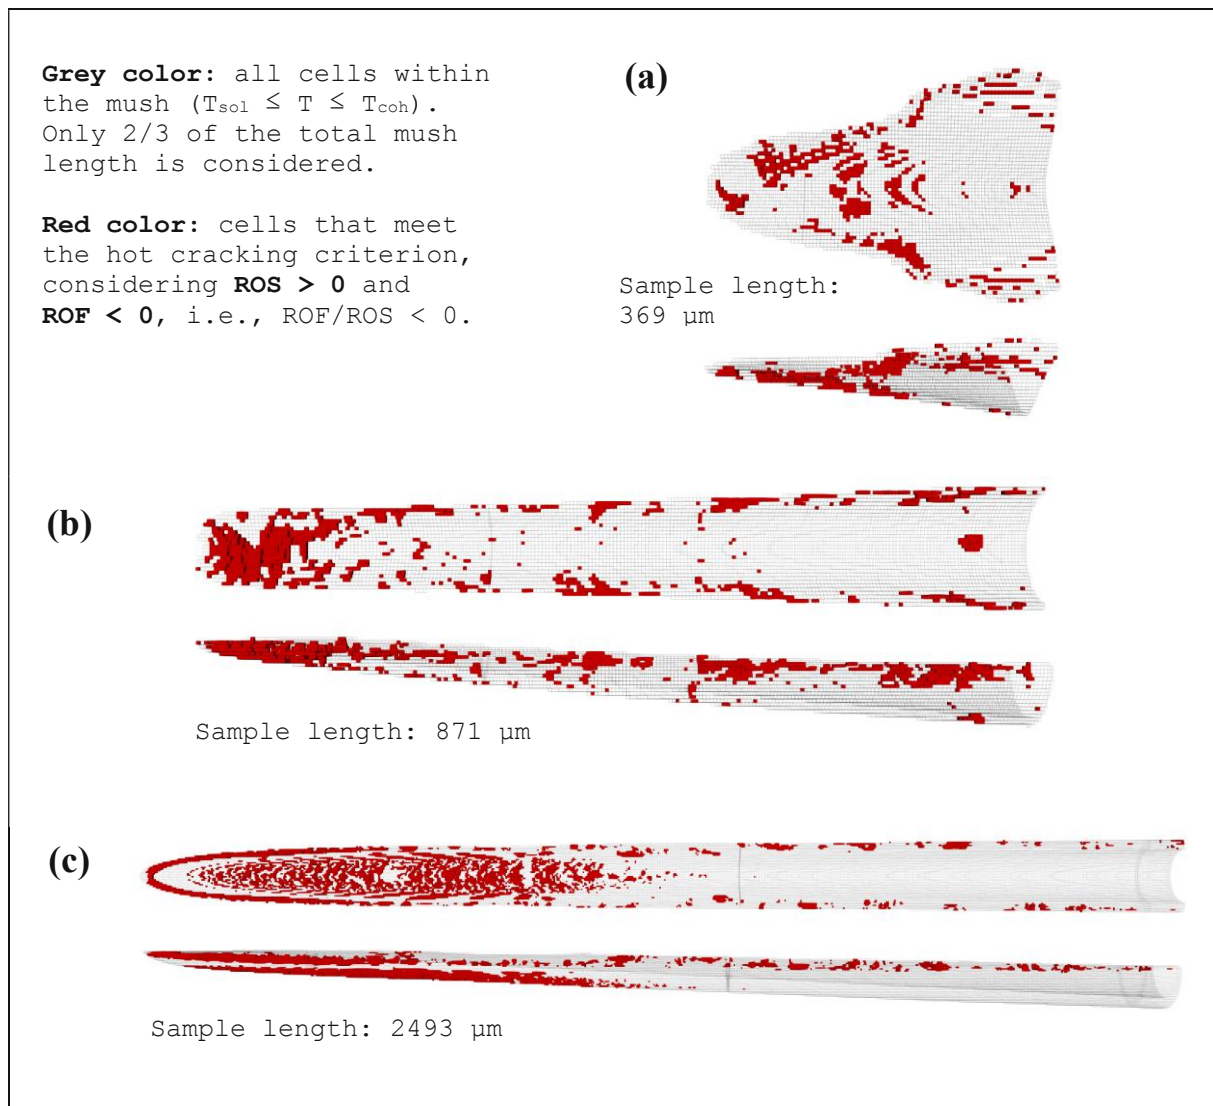 Grey color: all cells within
the mush (Tsol ≤ T ≤ Tcoh).
Only 2/3 of the total mush
length is considered.
Red color: cells that meet
the hot cracking criterion,
considering ROS > 0 and
ROF < 0, i.e., ROF/ROS < 0.
(a)
Sample length:
369 µm
(b)
Sample length: 871 µm
(c)
Sample length: 2493 µm